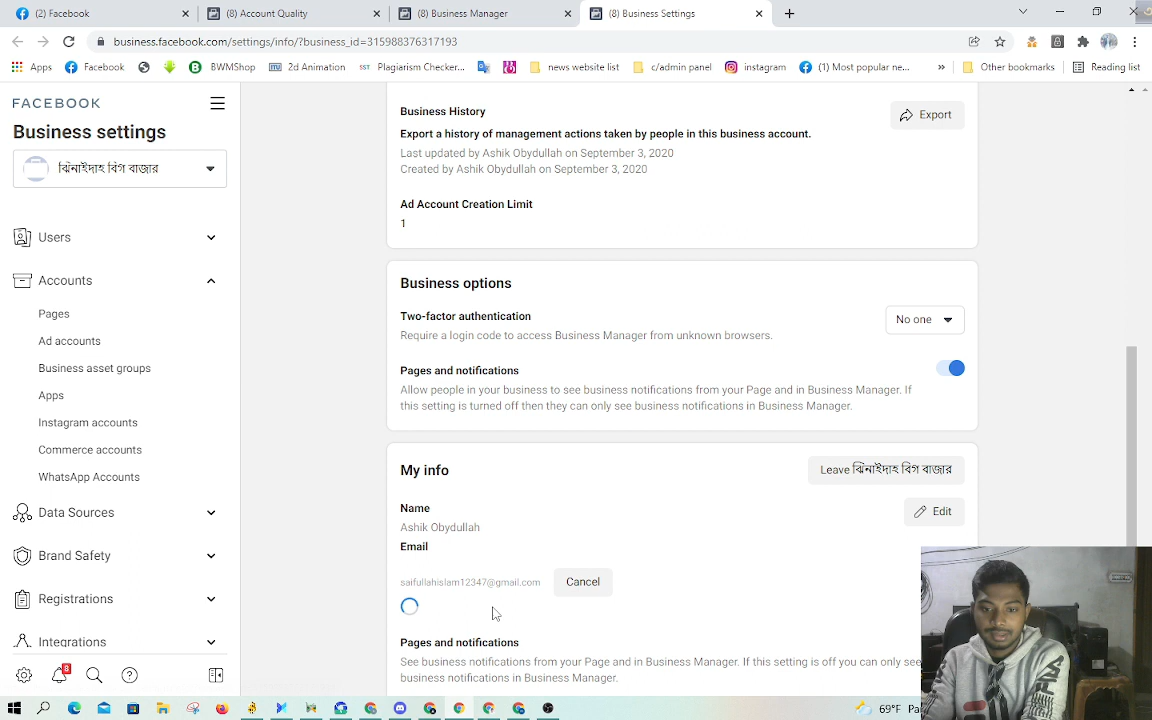 (2) Facebook
(8) Account Quality
(8) Business Manager
(8) Business Settings
business.facebook.com/settings/info/?business_id=315988376317193
Apps
Facebook
BWMShop
2d Animation
SST
Plagiarism Checker...
news website list
c/admin panel
instagram
(1) Most popular ne...
»
Other bookmarks
Reading list
FACEBOOK
Business settings
ঝিনাইদাহ বিগ বাজার
Users
Accounts
Pages
Ad accounts
Business asset groups
Apps
Instagram accounts
Commerce accounts
WhatsApp Accounts
Data Sources
Brand Safety
Registrations
Integrations
8
Business History
Export
Export a history of management actions taken by people in this business account.
Last updated by Ashik Obydullah on September 3, 2020
Created by Ashik Obydullah on September 3, 2020
Ad Account Creation Limit
1
Business options
Two-factor authentication
No one
Require a login code to access Business Manager from unknown browsers.
Pages and notifications
Allow people in your business to see business notifications from your Page and in Business Manager. If
this setting is turned off then they can only see business notifications in Business Manager.
My info
Leave ঝিনাইদাহ বিগ বাজার
Name
Edit
Ashik Obydullah
Email
saifullahislam12347@gmail.com
Cancel
Pages and notifications
See business notifications from your Page and in Business Manager. If this setting is off you can only see
business notifications in Business Manager.
69°F